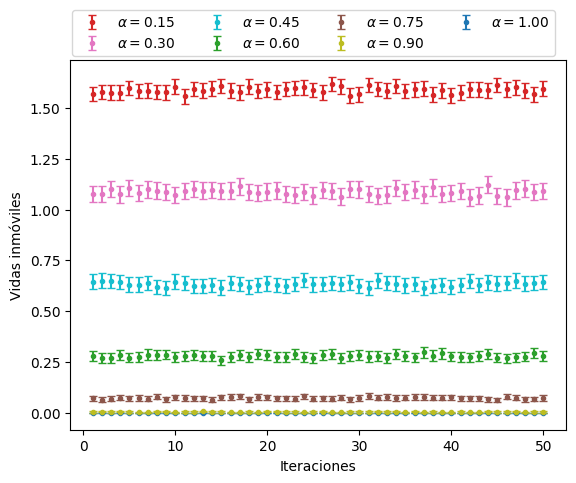 α = 0.15 α = 0.45 α = 0.75 α = 1.00
α = 0.30 α = 0.60 α = 0.90
1.50
1.25
1.00
0.75
0.50
0.25
0.00
Vidas inmóviles
0 10 20 30 40 50
Iteraciones